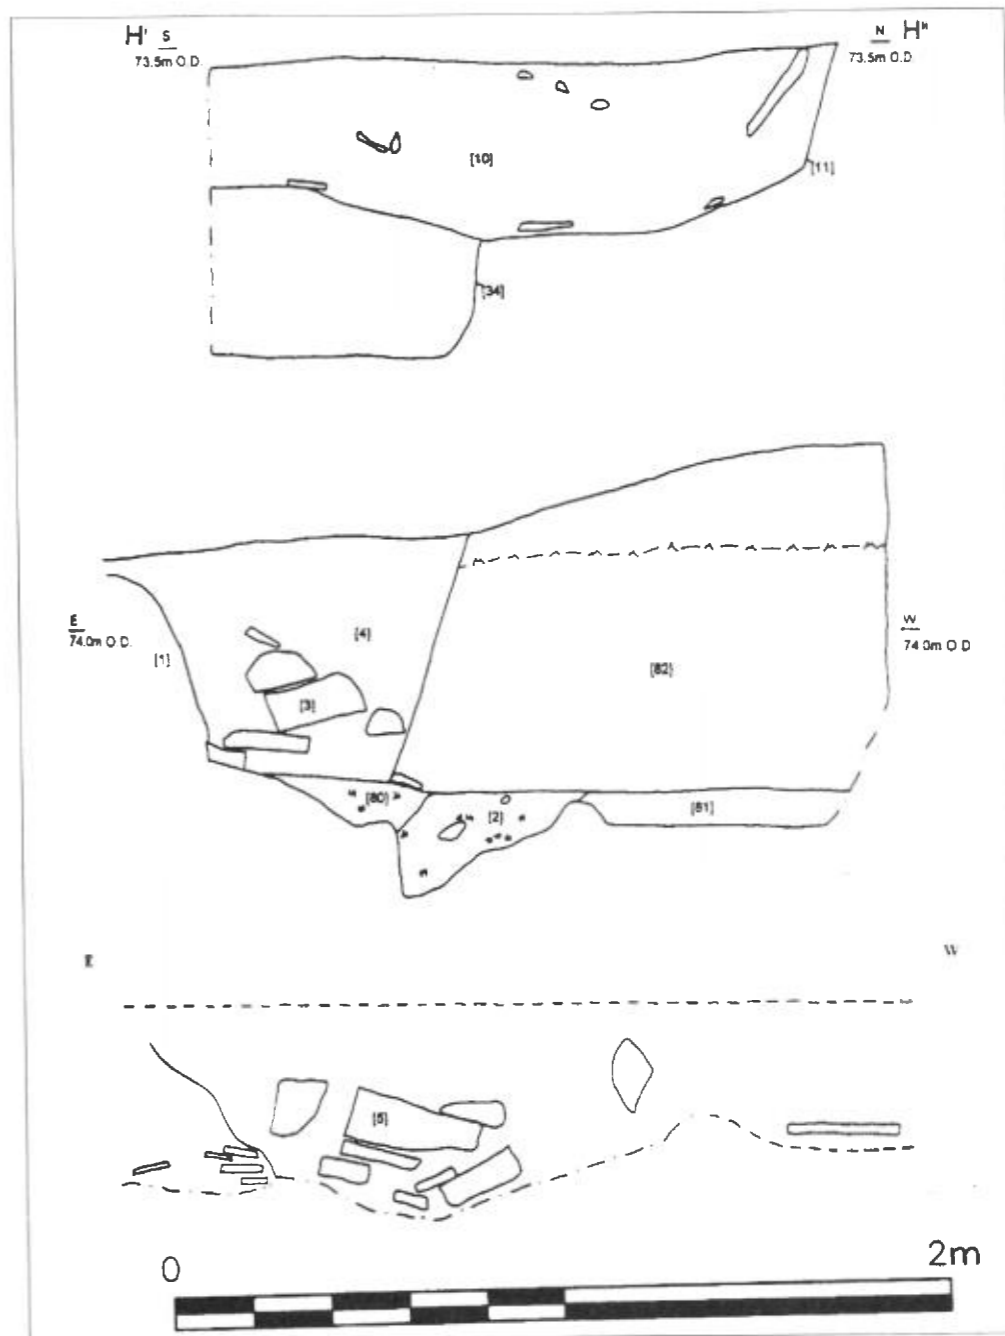 H' S
73.5m O.D.
N H"
73.5m O.D.
[10]
[11]
[34]
E
74.0m O.D.
[1]
[4]
W
74.0m O.D
[82]
[3]
[80]
[2]
[81]
E
W
[5]
0
2m